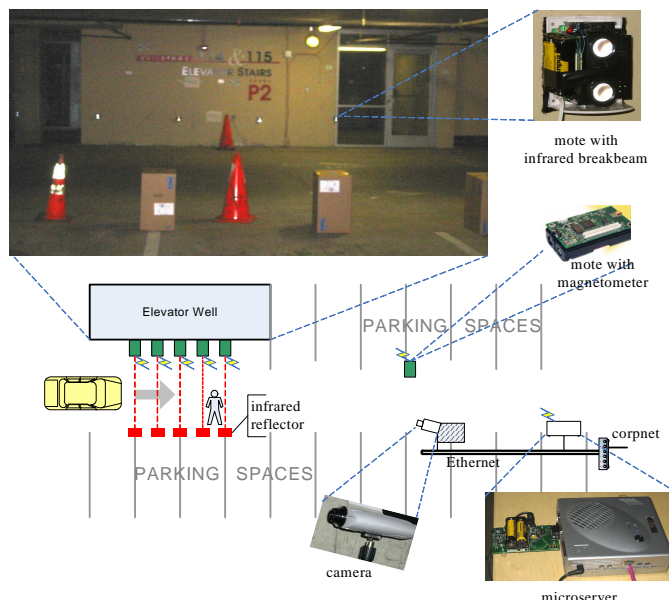 & 115
ELEVATOR STAIRS
P2
mote with
infrared breakbeam
mote with
magnetometer
Elevator Well
PARKING SPACES
infrared
reflector
corpnet
Ethernet
PARKING SPACES
camera
microserver